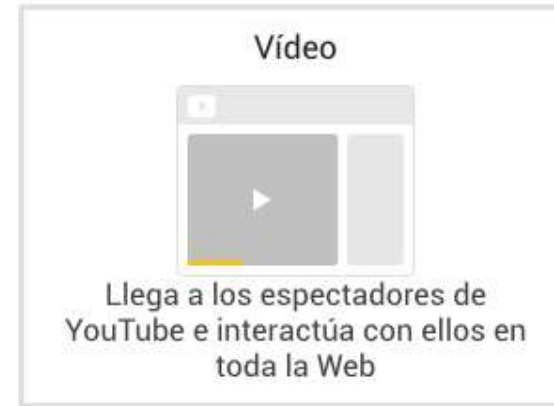 Vídeo
Llega a los espectadores de
YouTube e interactúa con ellos en
toda la Web